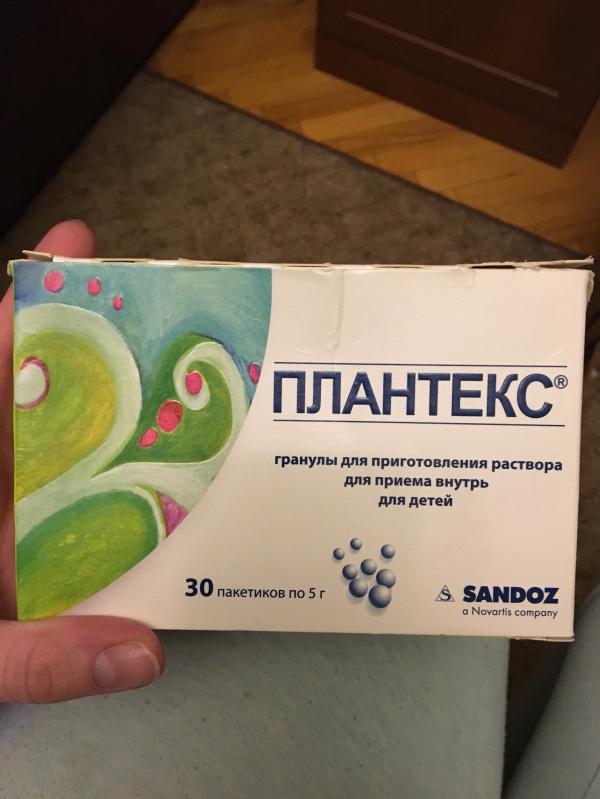 ПЛАНТЕКС®
гранулы для приготовления раствора
для приема внутрь
для детей
30 пакетиков по 5 г
S SANDOZ
a Novartis company